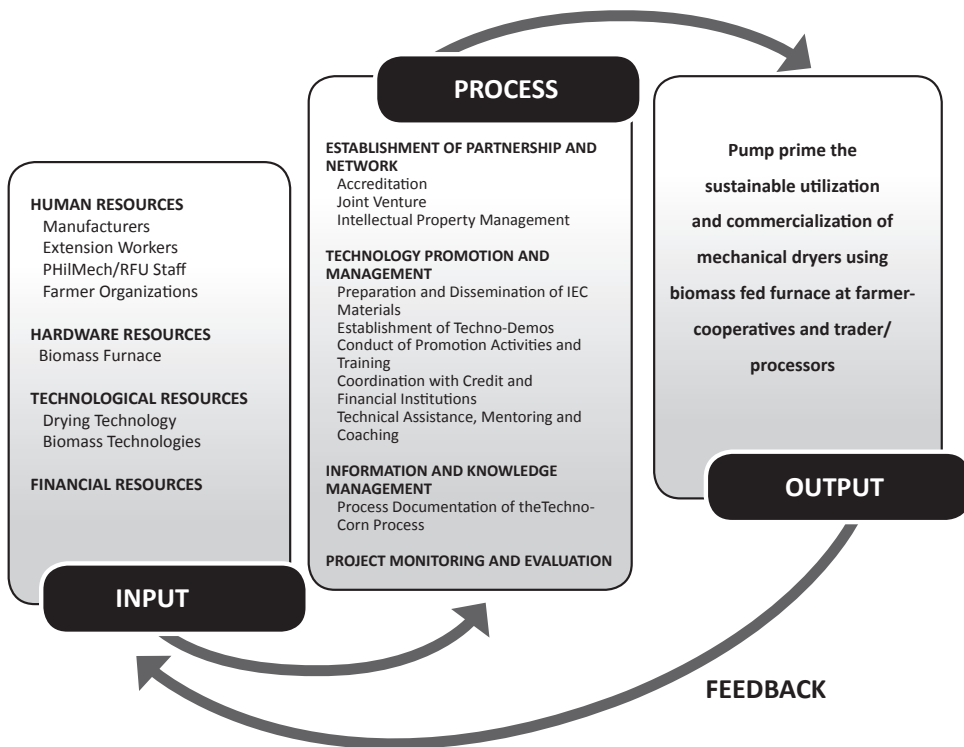 HUMAN RESOURCES
Manufacturers
Extension Workers
PHilMech/RFU Staff
Farmer Organizations
HARDWARE RESOURCES
Biomass Furnace
TECHNOLOGICAL RESOURCES
Drying Technology
Biomass Technologies
FINANCIAL RESOURCES
INPUT
PROCESS
ESTABLISHMENT OF PARTNERSHIP AND
NETWORK
Accreditation
Joint Venture
Intellectual Property Management
TECHNOLOGY PROMOTION AND
MANAGEMENT
Preparation and Dissemination of IEC
Materials
Establishment of Techno-Demos
Conduct of Promotion Activities and
Training
Coordination with Credit and
Financial Institutions
Technical Assistance, Mentoring and
Coaching
INFORMATION AND KNOWLEDGE
MANAGEMENT
Process Documentation of theTechno-
Corn Process
PROJECT MONITORING AND EVALUATION
Pump prime the
sustainable utilization
and commercialization of
mechanical dryers using
biomass fed furnace at farmer-
cooperatives and trader/
processors
OUTPUT
FEEDBACK